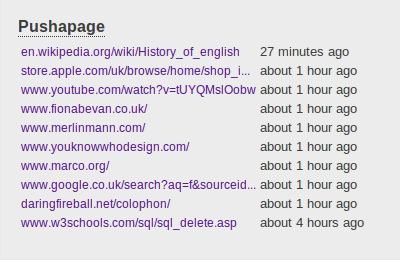 Pushapage
en.wikipedia.org/wiki/History_of_english 27 minutes ago
store.apple.com/uk/browse/home/shop_i... about 1 hour ago
www.youtube.com/watch?v=tUYQMslOobw about 1 hour ago
www.fionabevan.co.uk/ about 1 hour ago
www.merlinmann.com/ about 1 hour ago
www.youknowwhodesign.com/ about 1 hour ago
www.marco.org/ about 1 hour ago
www.google.co.uk/search?aq=f&sourceid... about 1 hour ago
daringfireball.net/colophon/ about 1 hour ago
www.w3schools.com/sql/sql_delete.asp about 4 hours ago